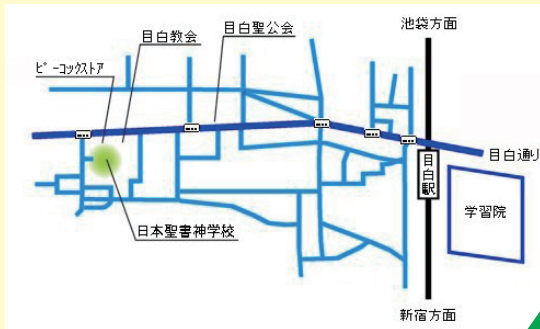 池袋方面
目白聖公会
目白教会
ピーコックストア
目白通り
目白駅
学習院
日本聖書神学校
新宿方面